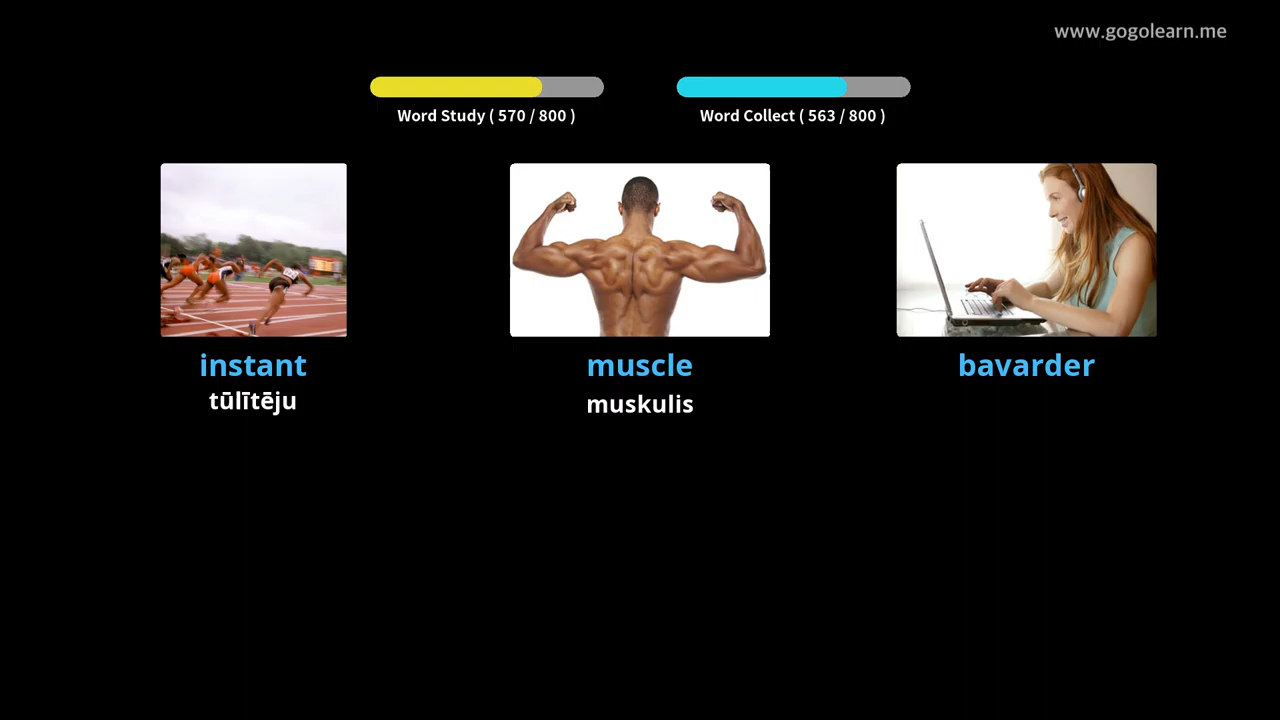 www.gogolearn.me
Word Study ( 570 / 800 )
Word Collect ( 563 / 800 )
instant
tūlītēju
muscle
muskulis
bavarder